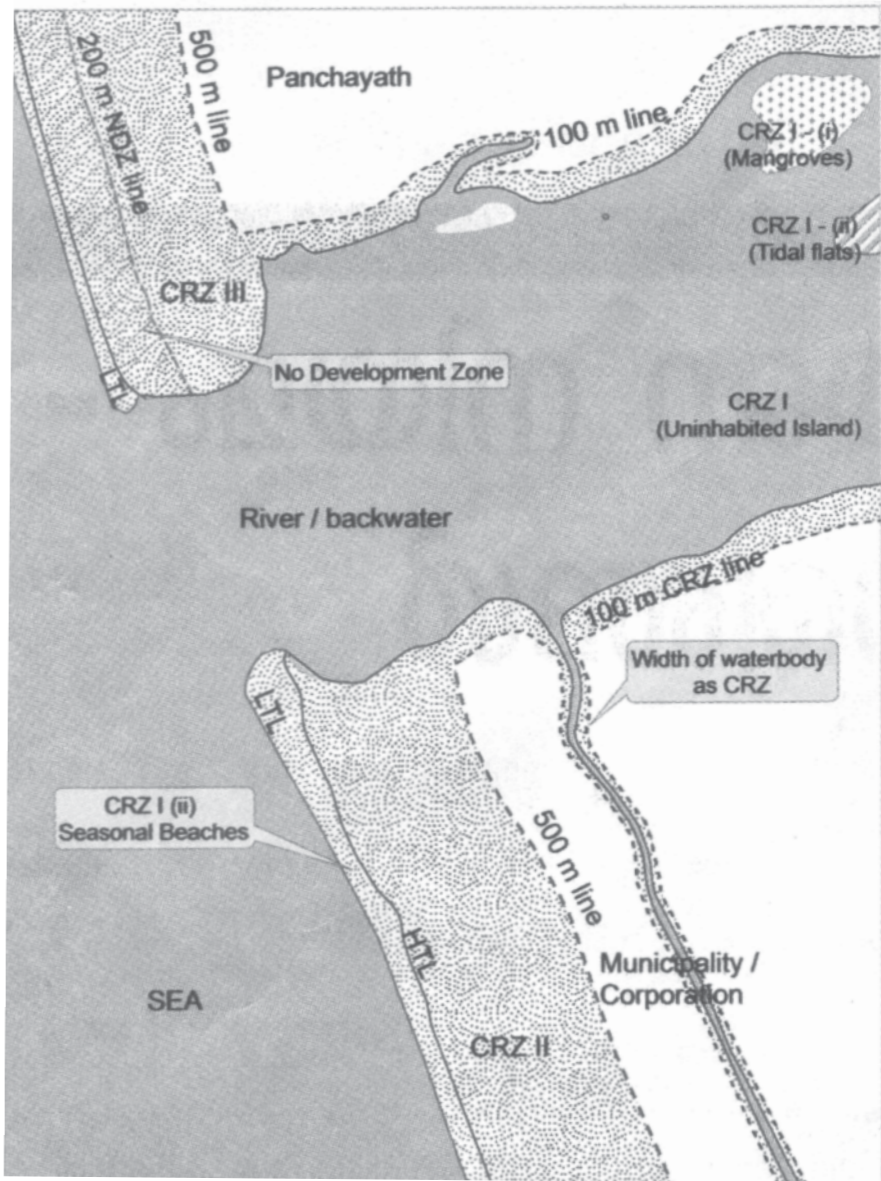 200 m NDZ line
500 m line
Panchayath
100 m line
CRZ I - (i)
(Mangroves)
CRZ I - (ii)
(Tidal flats)
CRZ III
No Development Zone
LTL
CRZ I
(Uninhabited Island)
River / backwater
100 m CRZ line
Width of waterbody
as CRZ
LTL
CRZ I (ii)
Seasonal Beaches
500 m line
HTL
Municipality /
Corporation
SEA
CRZ II